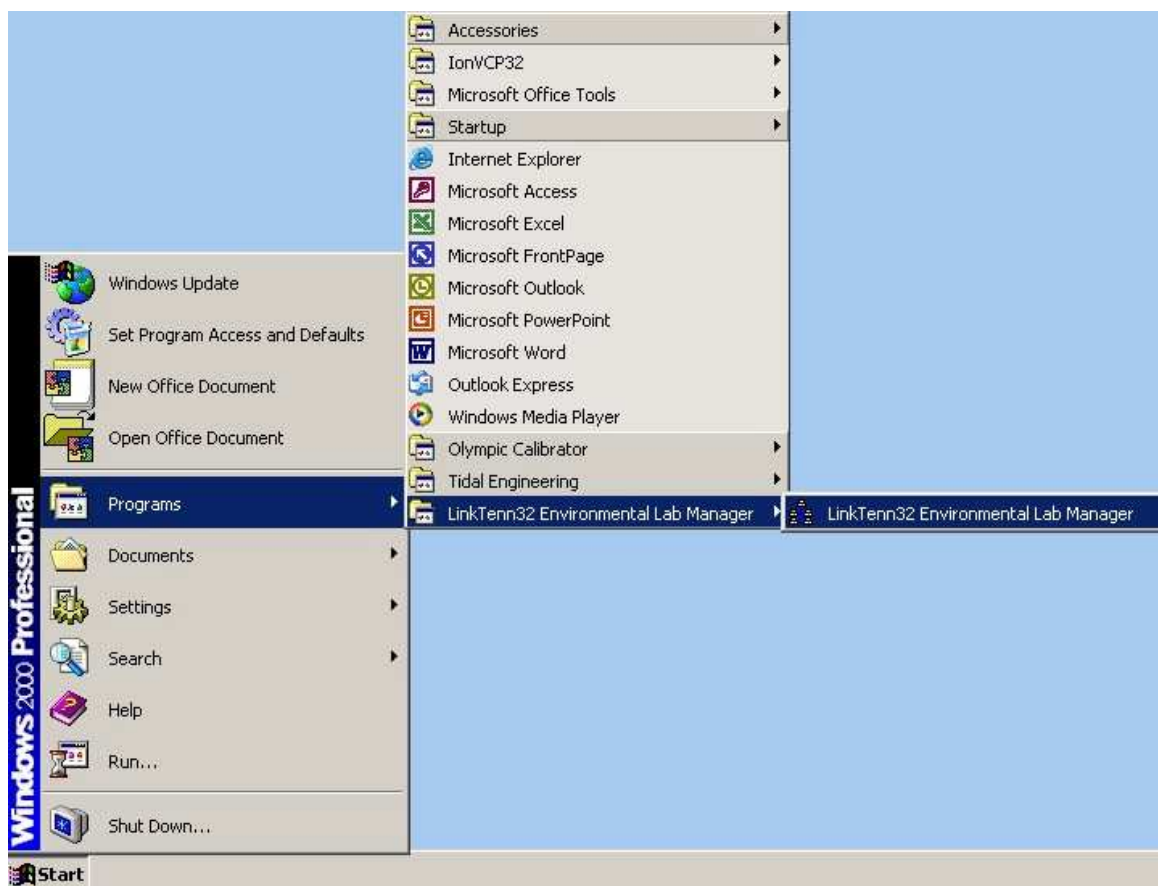 Accessories
IonVCP32
Microsoft Office Tools
Startup
Internet Explorer
Microsoft Access
Microsoft Excel
Microsoft FrontPage
Microsoft Outlook
Microsoft PowerPoint
Microsoft Word
Outlook Express
Windows Media Player
Olympic Calibrator
Tidal Engineering
LinkTenn32 Environmental Lab Manager
LinkTenn32 Environmental Lab Manager
Windows Update
Set Program Access and Defaults
New Office Document
Open Office Document
Programs
Documents
Settings
Search
Help
Run...
Shut Down...
Windows 2000 Professional
Start